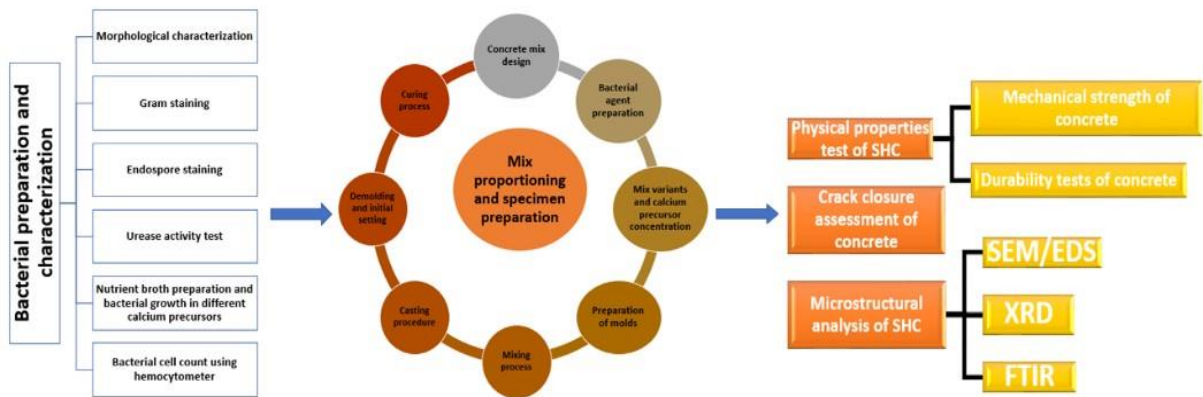 Bacterial preparation and
characterization
Morphological characterization
Gram staining
Endospore staining
Urease activity test
Nutrient broth preparation and
bacterial growth in different
calcium precursors
Bacterial cell count using
hemocytometer
Mix
proportioning
and specimen
preparation
Concrete mix
design
Bacterial
agent
preparation
Mix variants
and calcium
precursor
concentration
Preparation
of molds
Mixing
process
Casting
procedure
Demolding
and initial
setting
Curing
process
Physical properties
test of SHC
Mechanical strength of
concrete
Durability tests of concrete
Crack closure
assessment of
concrete
Microstructural
analysis of SHC
SEM/EDS
XRD
FTIR